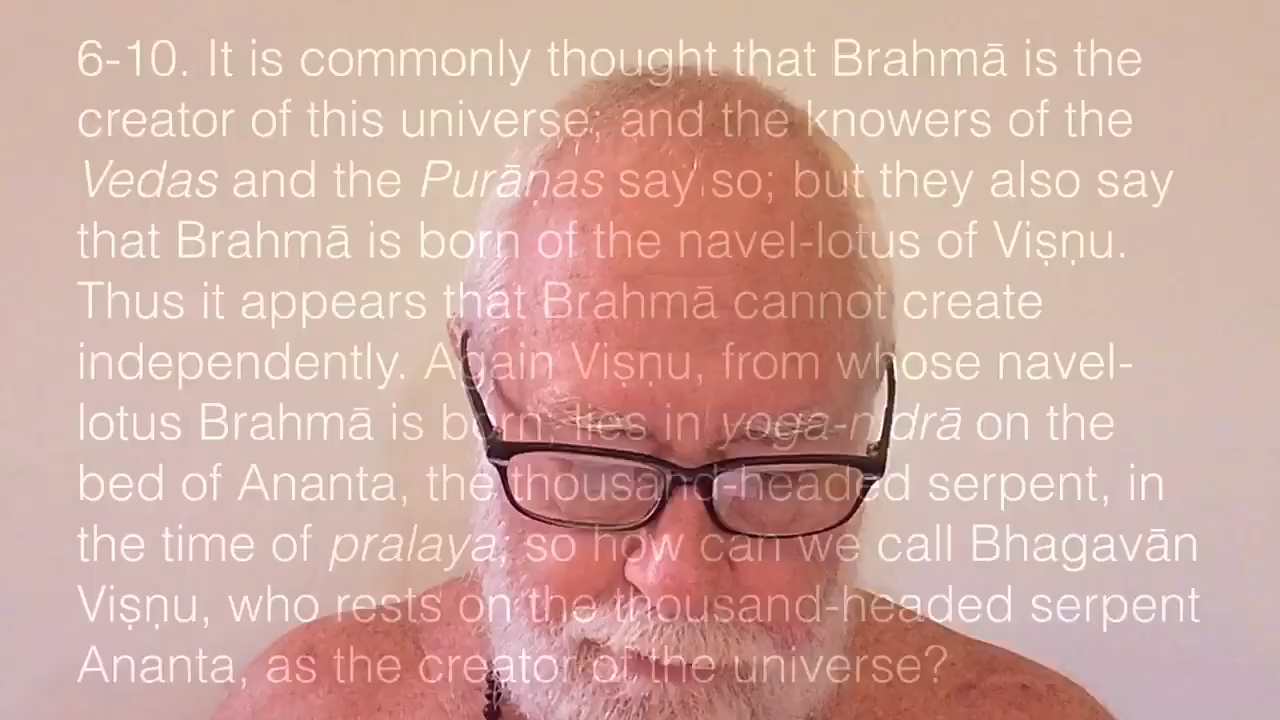 6-10. It is commonly thought that Brahmā is the
creator of this universe; and the knowers of the
Vedas and the Purāṇas say so; but they also say
that Brahmā is born of the navel-lotus of Viṣṇu.
Thus it appears that Brahmā cannot create
independently. Again Viṣṇu, from whose navel-
lotus Brahmā is born; lies in yoga-nidrā on the
bed of Ananta, the thousand-headed serpent, in
the time of pralaya; so how can we call Bhagavān
Viṣṇu, who rests on the thousand-headed serpent
Ananta, as the creator of the universe?